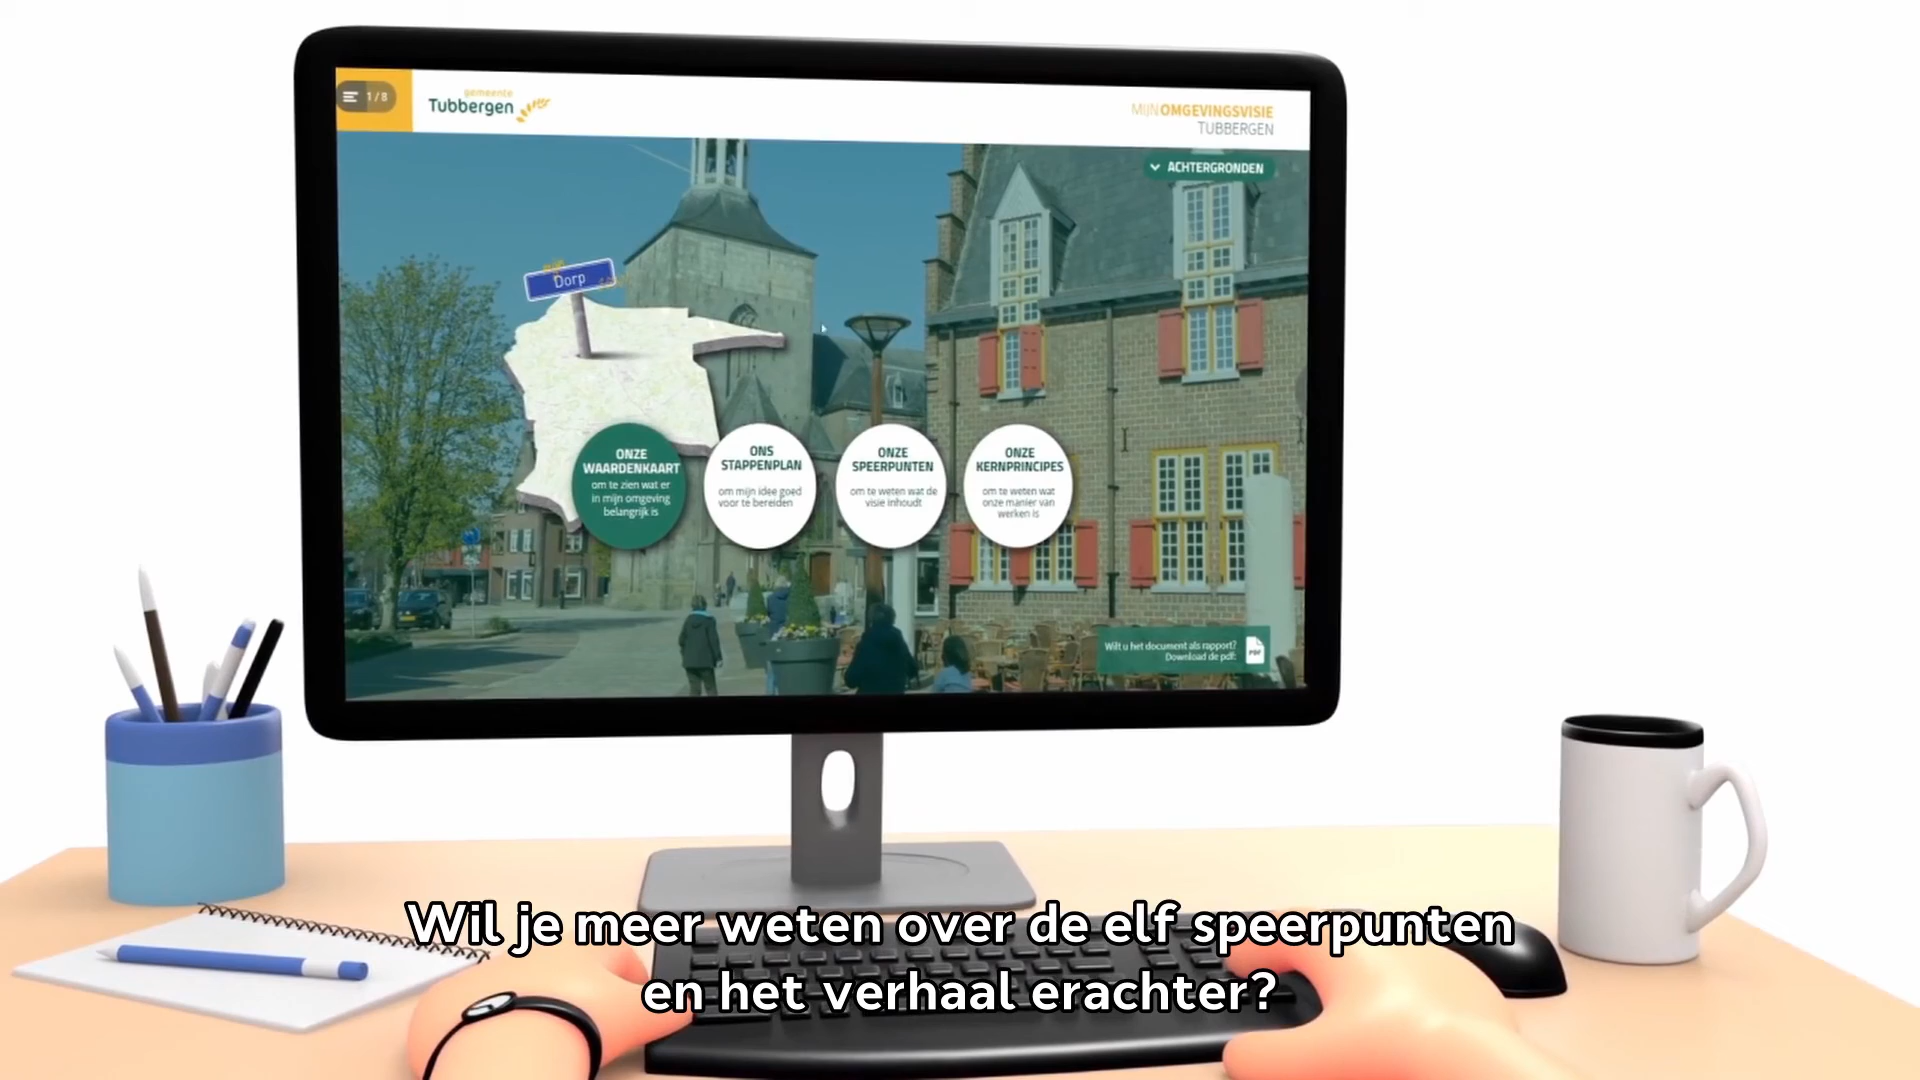 1/8
gemeente
Tubbergen
MIJNOMGEVINGSVISIE
TUBBERGEN
ACHTERGRONDEN
Dorp
ONZE
WAARDENKAART
om te zien wat er
in mijn omgeving
belangrijk is
ONS
STAPPENPLAN
om mijn idee goed
voor te bereiden
ONZE
SPEERPUNTEN
om te weten wat de
visie inhoudt
ONZE
KERNPRINCIPES
om te weten wat
onze manier van
werken is
Wilt u het document als rapport?
Download de pdf:
PDF
Wil je meer weten over de elf speerpunten
en het verhaal erachter?